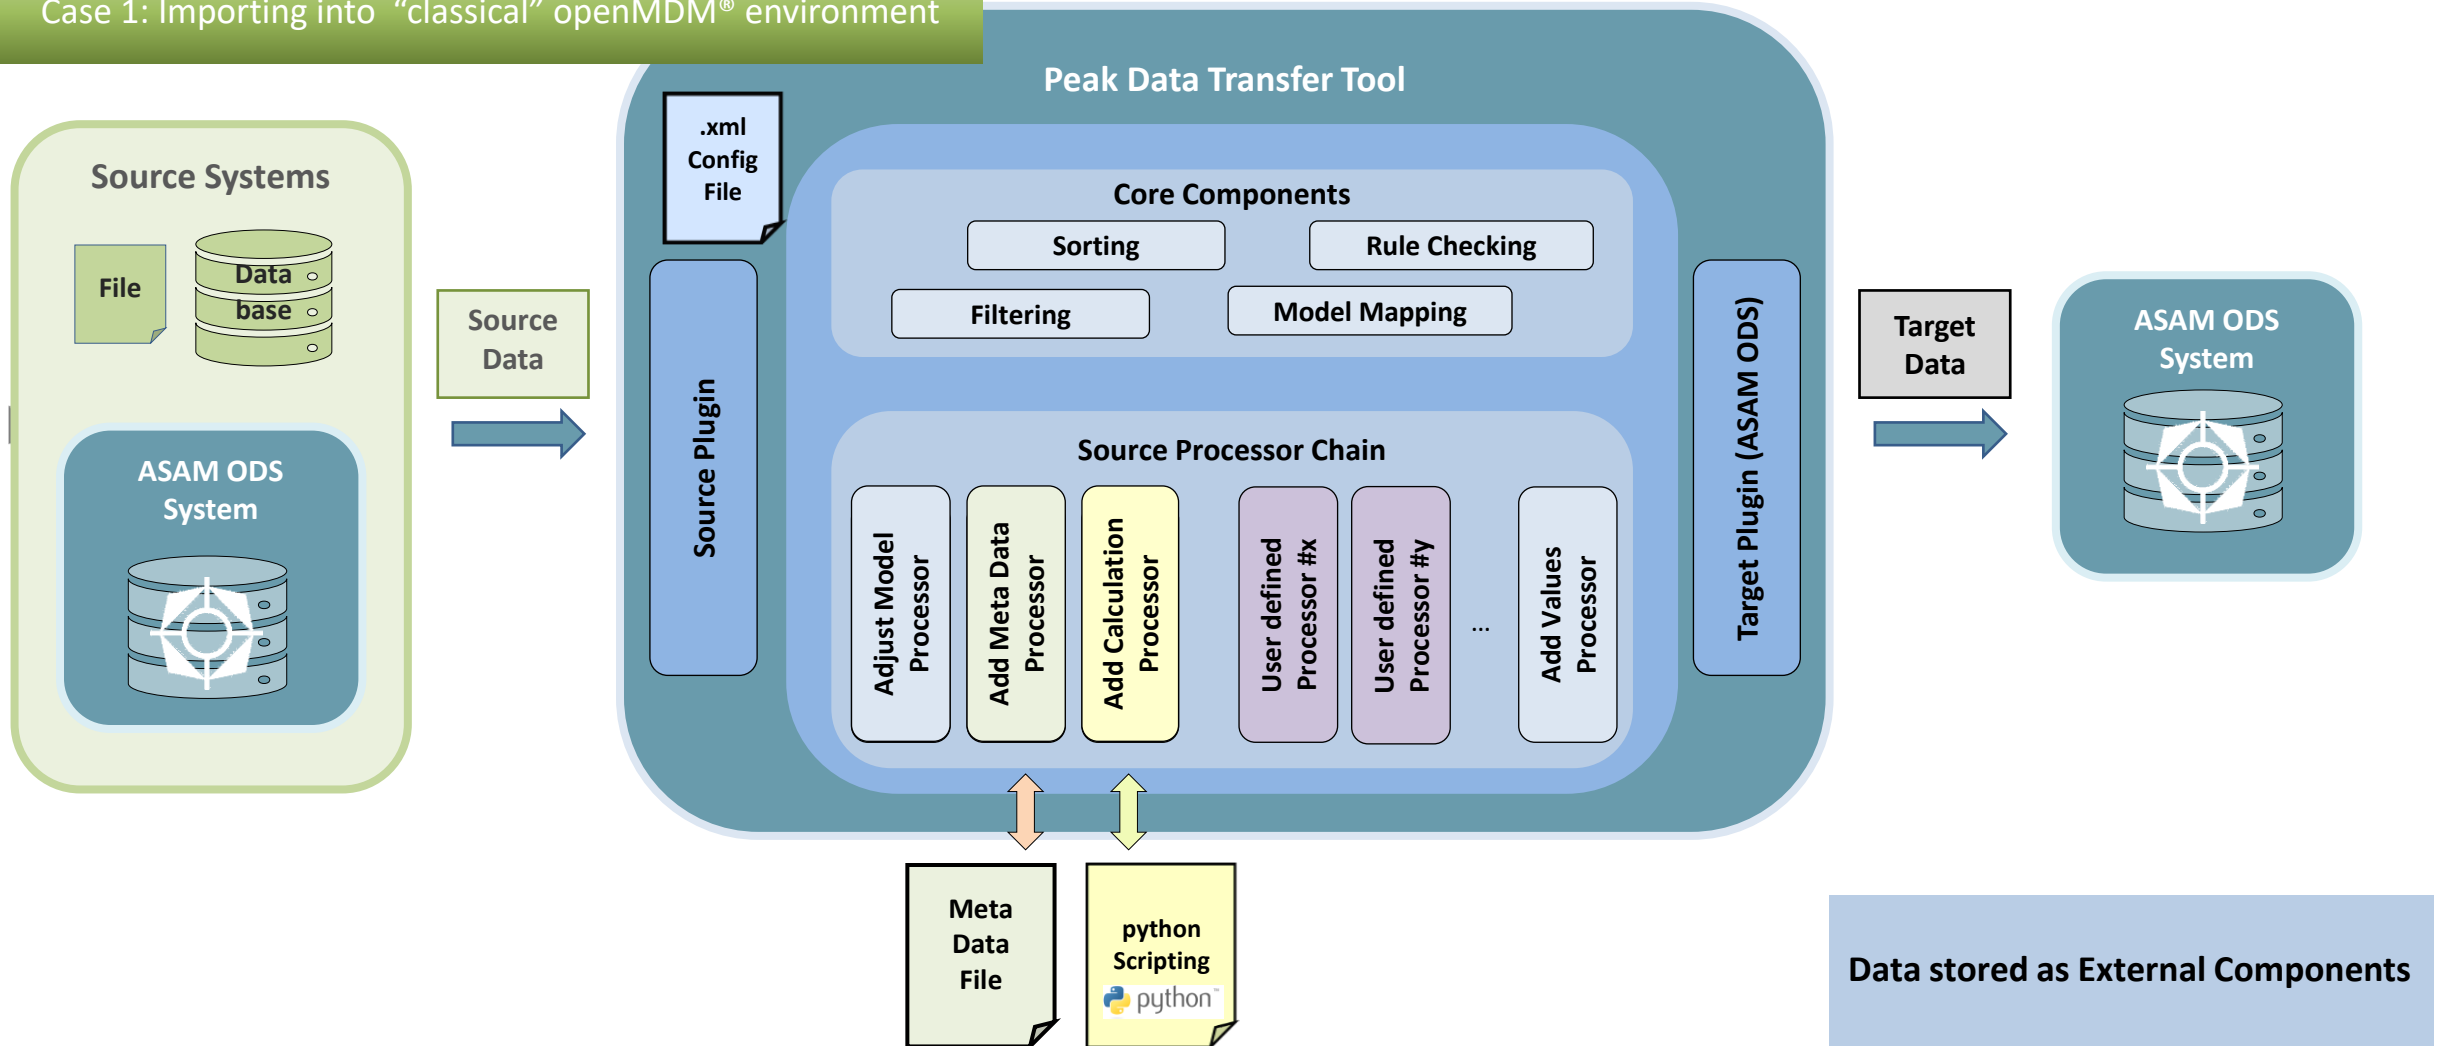 Case 1: Importing into “classical” openMDM® environment
Peak Data Transfer Tool
.xml
Config
File
Source Systems
File
Data
base
ASAM ODS
System
Source
Data
Source Plugin
Core Components
Sorting
Rule Checking
Filtering
Model Mapping
Source Processor Chain
Adjust Model
Processor
Add Meta Data
Processor
Add Calculation
Processor
User defined
Processor #x
User defined
Processor #y
...
Add Values
Processor
Target Plugin (ASAM ODS)
Target
Data
ASAM ODS
System
Meta
Data
File
python
Scripting
python™
Data stored as External Components